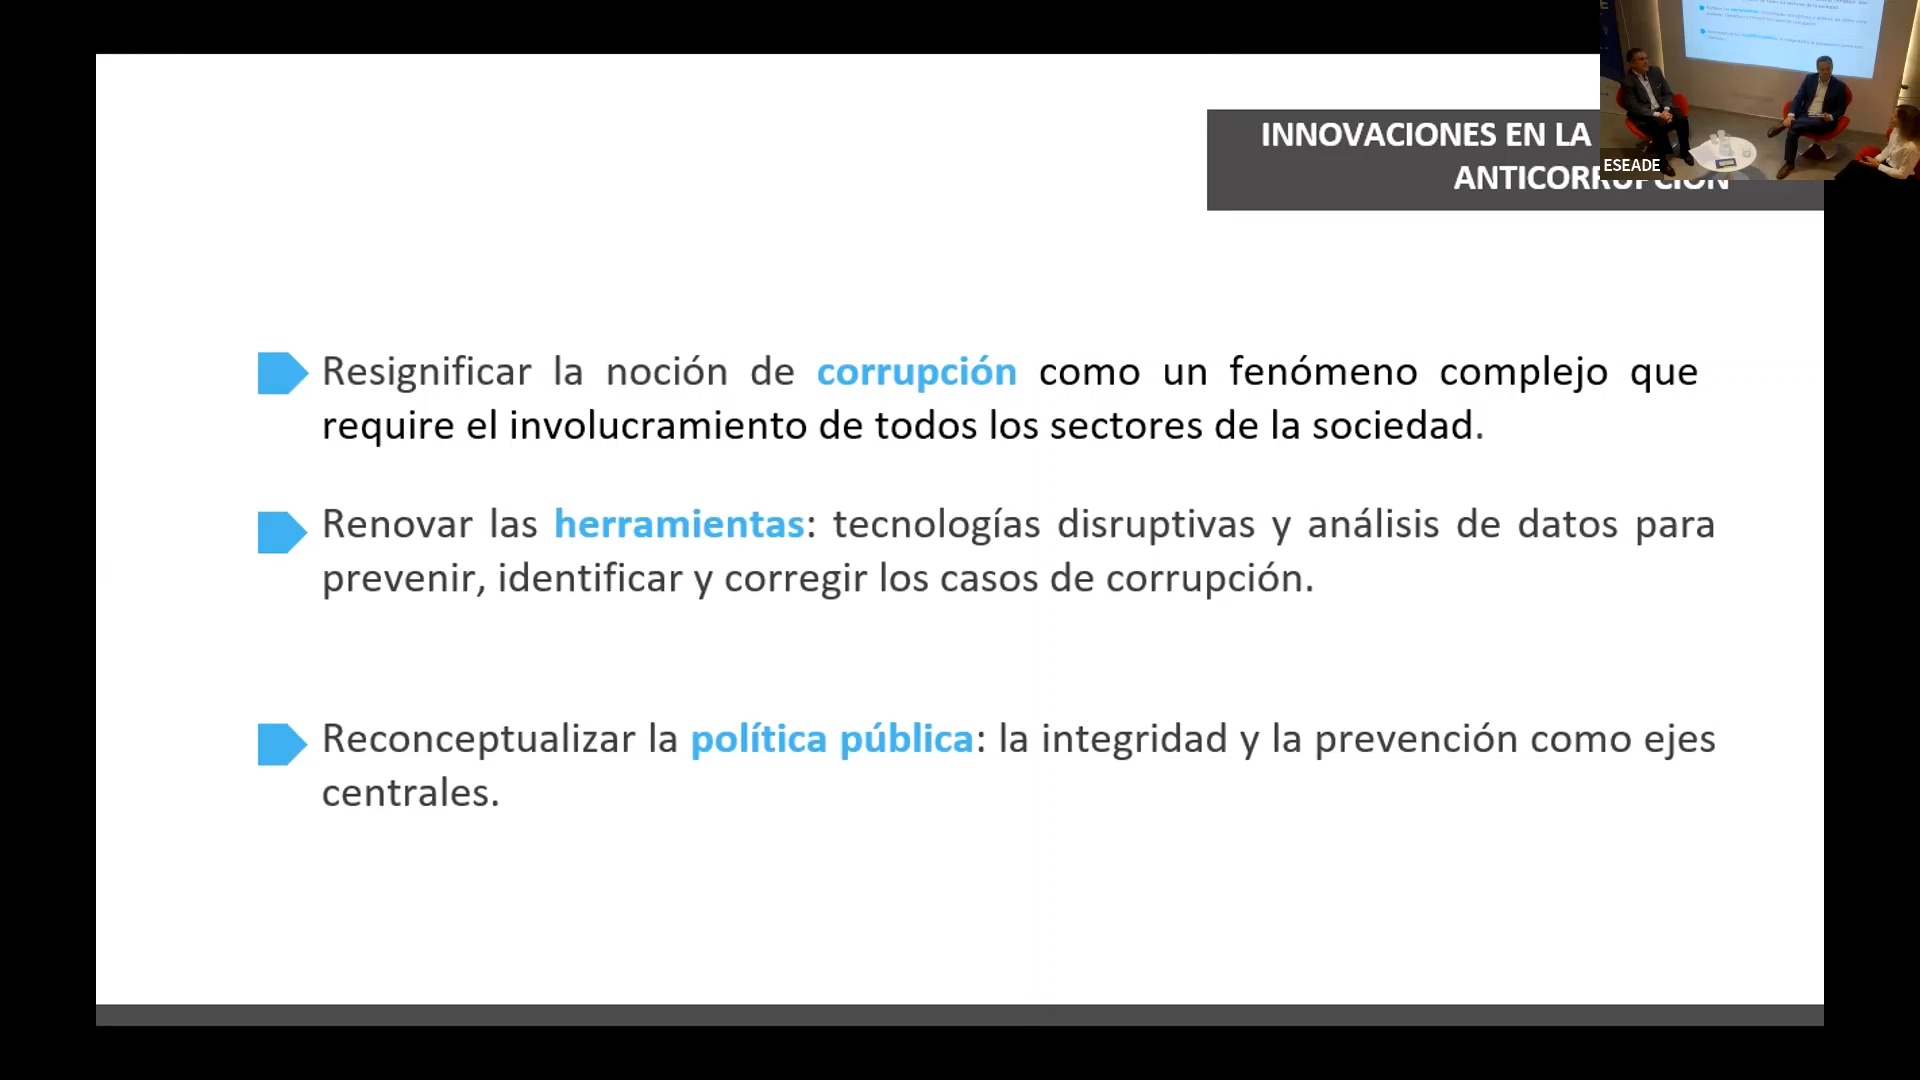 INNOVACIONES EN LA
ANTICORRUPCIÓN
ESEADE
Resignificar la noción de corrupción como un fenómeno complejo que
require el involucramiento de todos los sectores de la sociedad.
Renovar las herramientas: tecnologías disruptivas y análisis de datos para
prevenir, identificar y corregir los casos de corrupción.
Reconceptualizar la política pública: la integridad y la prevención como ejes
centrales.